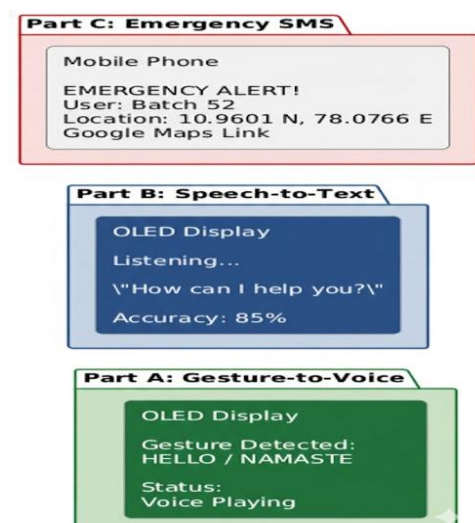 Part C: Emergency SMS
Mobile Phone
EMERGENCY ALERT!
User: Batch 52
Location: 10.9601 N, 78.0766 E
Google Maps Link
Part B: Speech-to-Text
OLED Display
Listening...
\"How can I help you?\"
Accuracy: 85%
Part A: Gesture-to-Voice
OLED Display
Gesture Detected:
HELLO / NAMASTE
Status:
Voice Playing